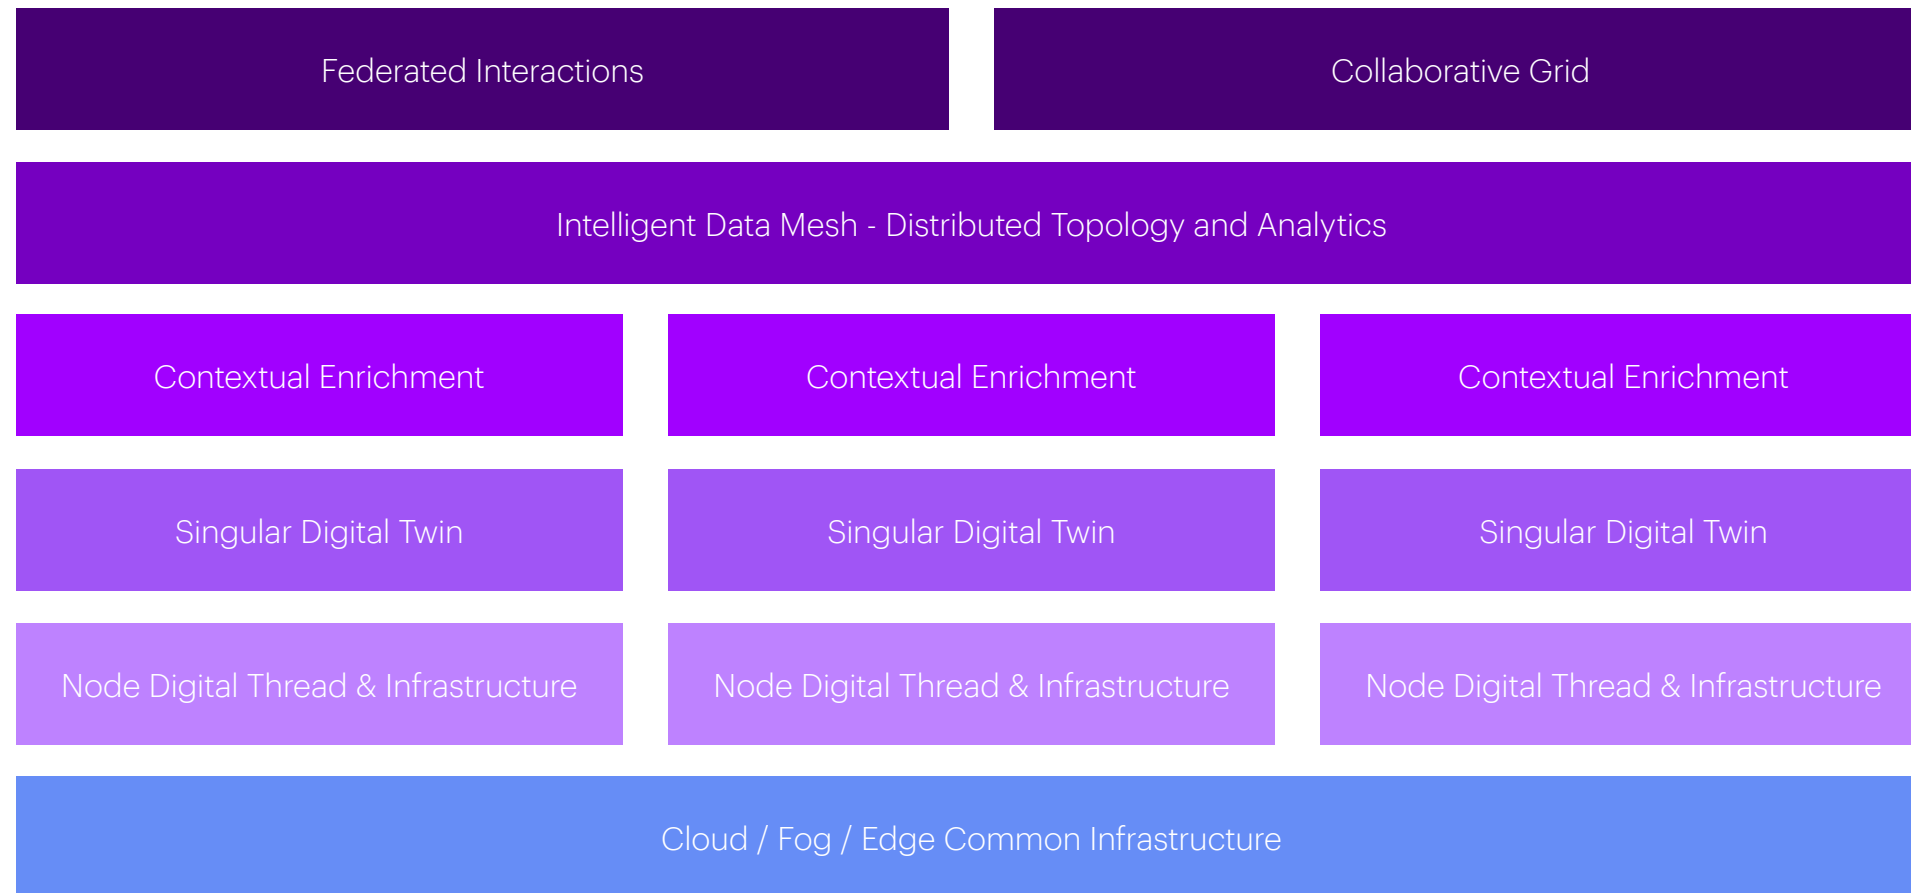 Federated Interactions
Collaborative Grid
Intelligent Data Mesh - Distributed Topology and Analytics
Contextual Enrichment
Contextual Enrichment
Contextual Enrichment
Singular Digital Twin
Singular Digital Twin
Singular Digital Twin
Node Digital Thread & Infrastructure
Node Digital Thread & Infrastructure
Node Digital Thread & Infrastructure
Cloud / Fog / Edge Common Infrastructure